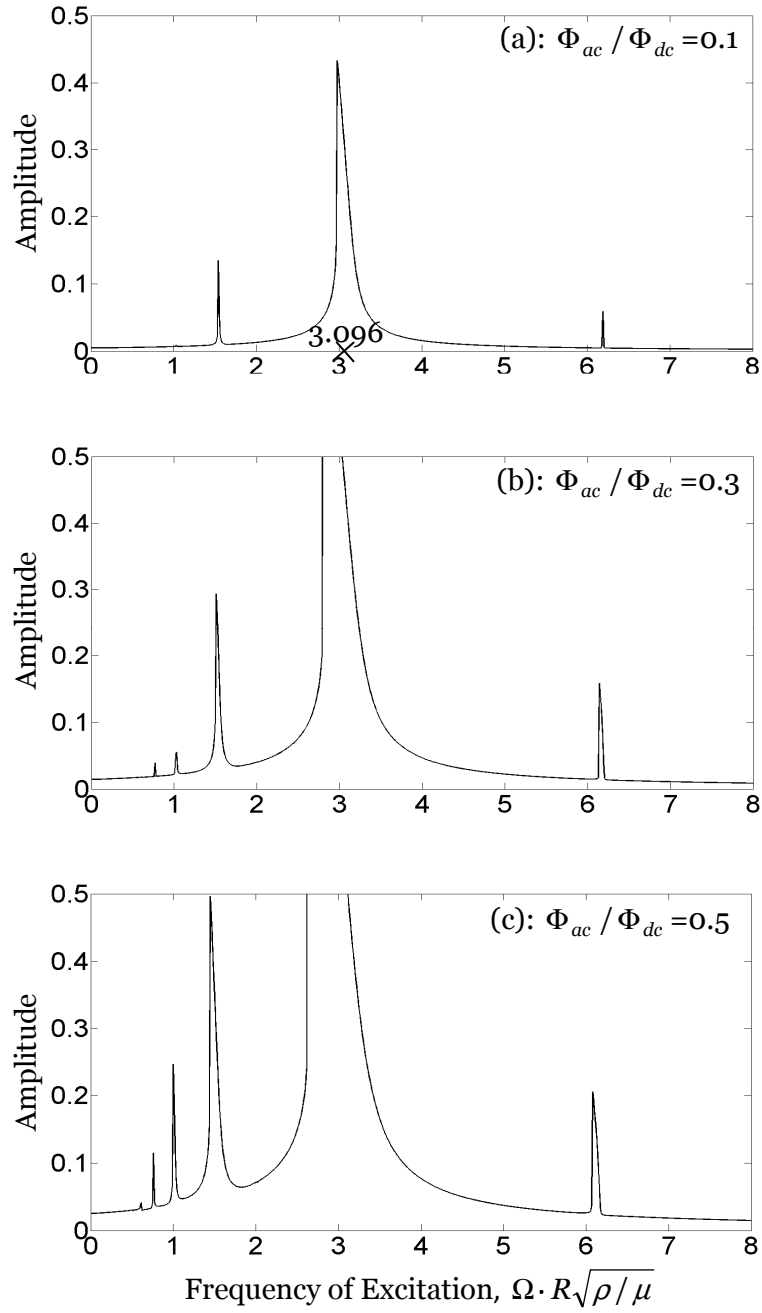 (a): Φac / Φdc =0.1
0.5
0.4
0.3
0.2
0.1
0
Amplitude
3.096
0 1 2 3 4 5 6 7 8
(b): Φac / Φdc =0.3
0.5
0.4
0.3
0.2
0.1
0
Amplitude
0 1 2 3 4 5 6 7 8
(c): Φac / Φdc =0.5
0.5
0.4
0.3
0.2
0.1
0
Amplitude
0 1 2 3 4 5 6 7 8
Frequency of Excitation, Ω · R√ρ / μ